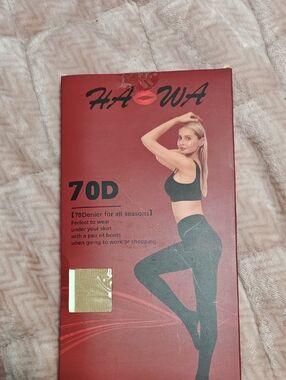 HA WA
70D
【70Denier for all seasons】
Feelsot to wear
under your skirt
with a pair of boots
when going to work or shopping